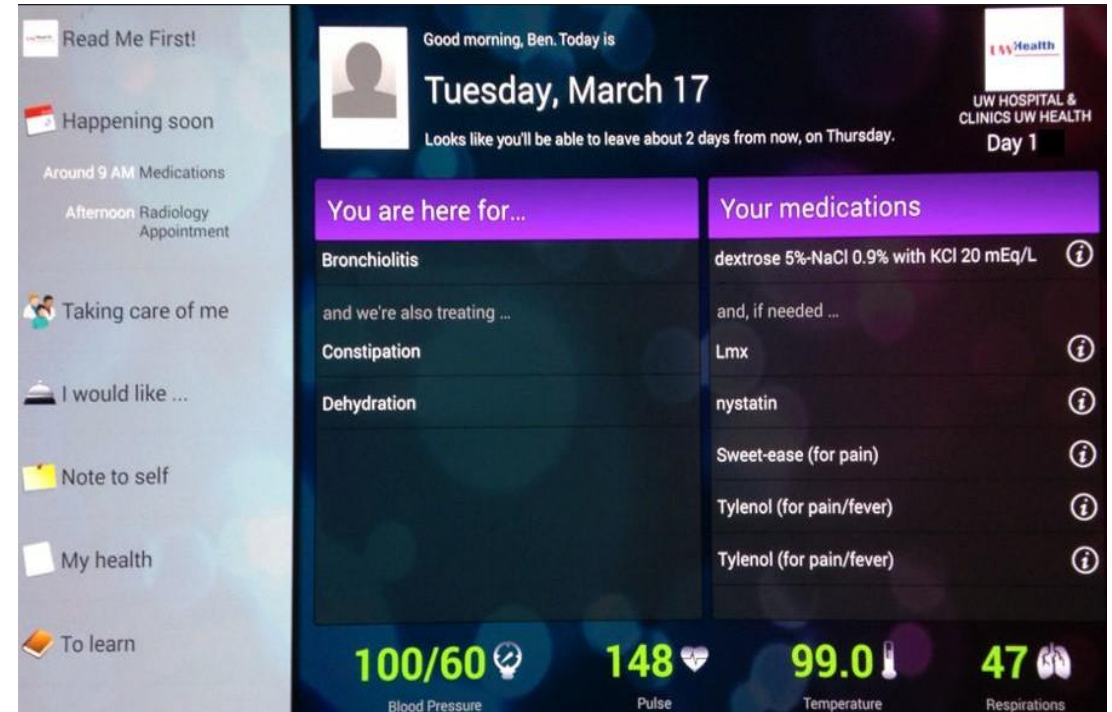 Read Me First!
Happening soon
Around 9 AM Medications
Afternoon Radiology
Appointment
Taking care of me
I would like ...
Note to self
My health
To learn
Good morning, Ben. Today is
Tuesday, March 17
Looks like you'll be able to leave about 2 days from now, on Thursday.
UWHealth
UW HOSPITAL &
CLINICS UW HEALTH
Day 1
You are here for...
Bronchiolitis
and we're also treating ...
Constipation
Dehydration
Your medications
dextrose 5%-NaCl 0.9% with KCl 20 mEq/L
and, if needed ...
Lmx
nystatin
Sweet-ease (for pain)
Tylenol (for pain/fever)
Tylenol (for pain/fever)
100/60
Blood Pressure
148
Pulse
99.0
Temperature
47
Respirations